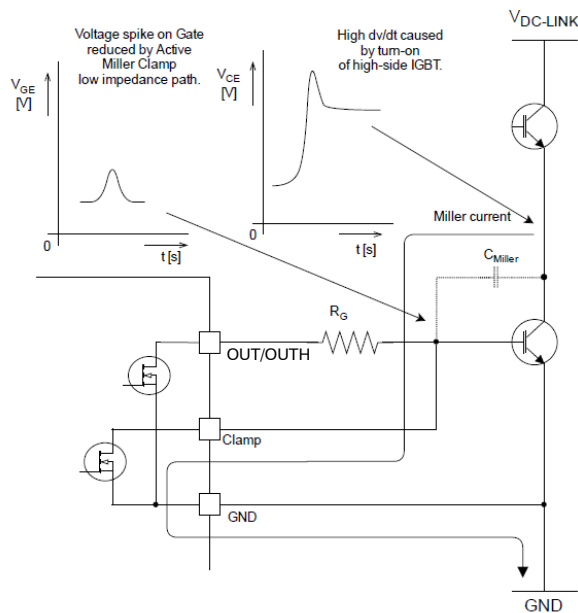 Voltage spike on Gate
reduced by Active
Miller Clamp
low impedance path.
High dv/dt caused
by turn-on
of high-side IGBT.
VDC-LINK
VGE
[V]
VCE
[V]
0
t [s]
0
t [s]
Miller current
CMiller
RG
OUT/OUTH
Clamp
GND
GND